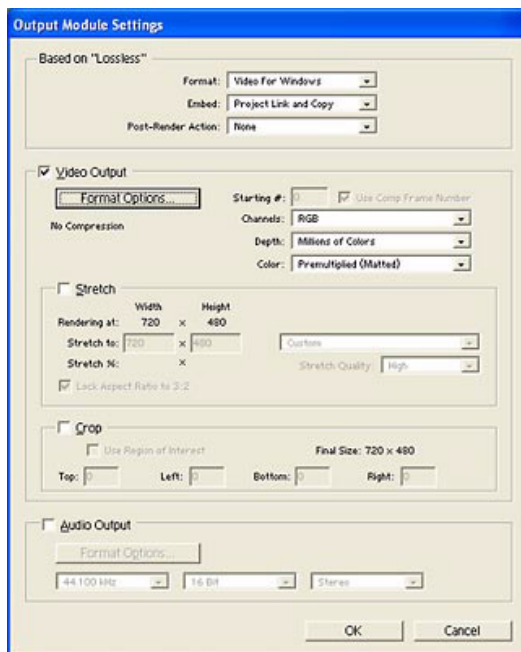 Output Module Settings
Based on "Lossless"
Format: Video For Windows
Embed: Project Link and Copy
Post-Render Action: None
Video Output
Format Options... Starting #: 0 Use Comp Frame Number
No Compression
Channels: RGB
Depth: Millions of Colors
Color: Premultiplied (Matted)
Stretch
Width Height
Rendering at: 720 x 480
Stretch to: 720 x 480 Custom
Stretch %: x Stretch Quality: High
Lock Aspect Ratio to 3:2
Crop
Use Region of Interest Final Size: 720 x 480
Top: 0 Left: 0 Bottom: 0 Right: 0
Audio Output
Format Options...
44.100 kHz 16 Bit Stereo
OK Cancel